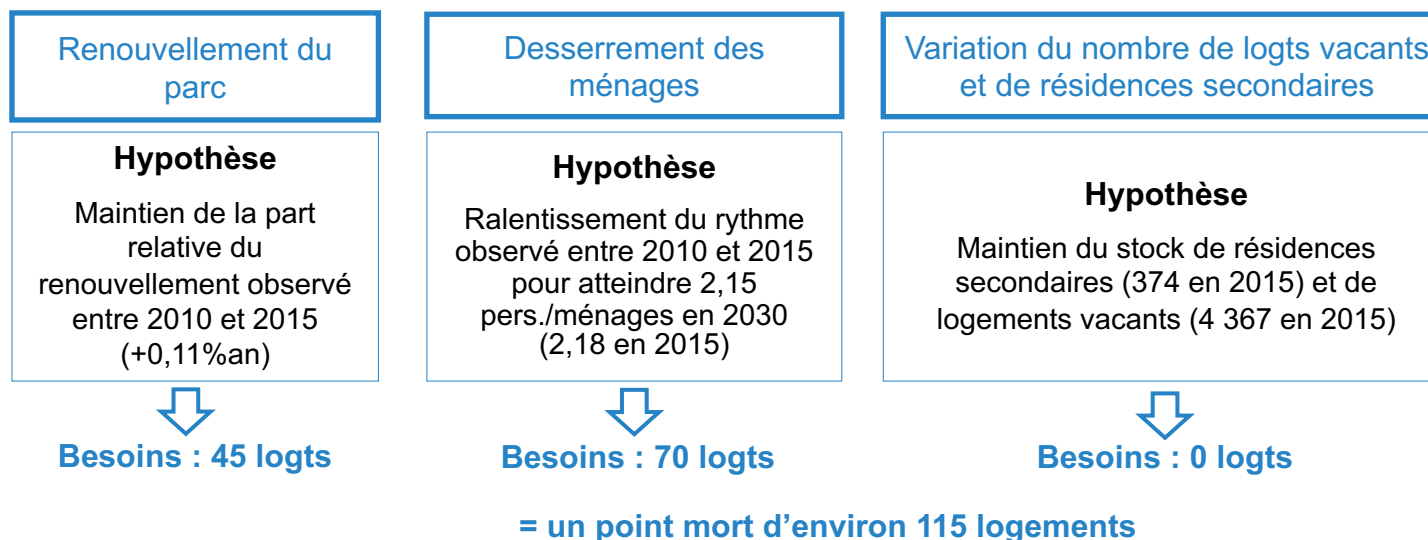 Renouvellement du
parc
Hypothèse
Maintien de la part
relative du
renouvellement observé
entre 2010 et 2015
(+0,11%an)
Besoins : 45 logts
Desserrement des
ménages
Hypothèse
Ralentissement du rythme
observé entre 2010 et 2015
pour atteindre 2,15
pers./ménages en 2030
(2,18 en 2015)
Besoins : 70 logts
Variation du nombre de logts vacants
et de résidences secondaires
Hypothèse
Maintien du stock de résidences
secondaires (374 en 2015) et de
logements vacants (4 367 en 2015)
Besoins : 0 logts
= un point mort d’environ 115 logements